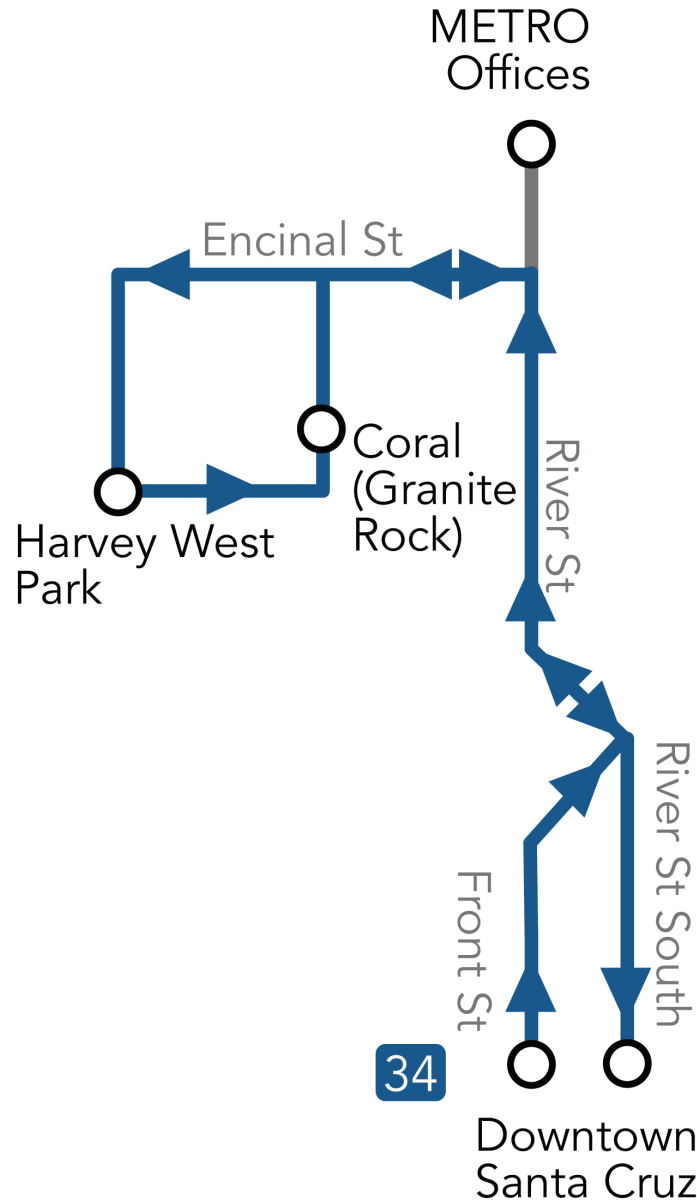 METRO
Offices
Encinal St
Coral
(Granite
Rock)
River St
Harvey West
Park
River St South
Front St
34
Downtown
Santa Cruz